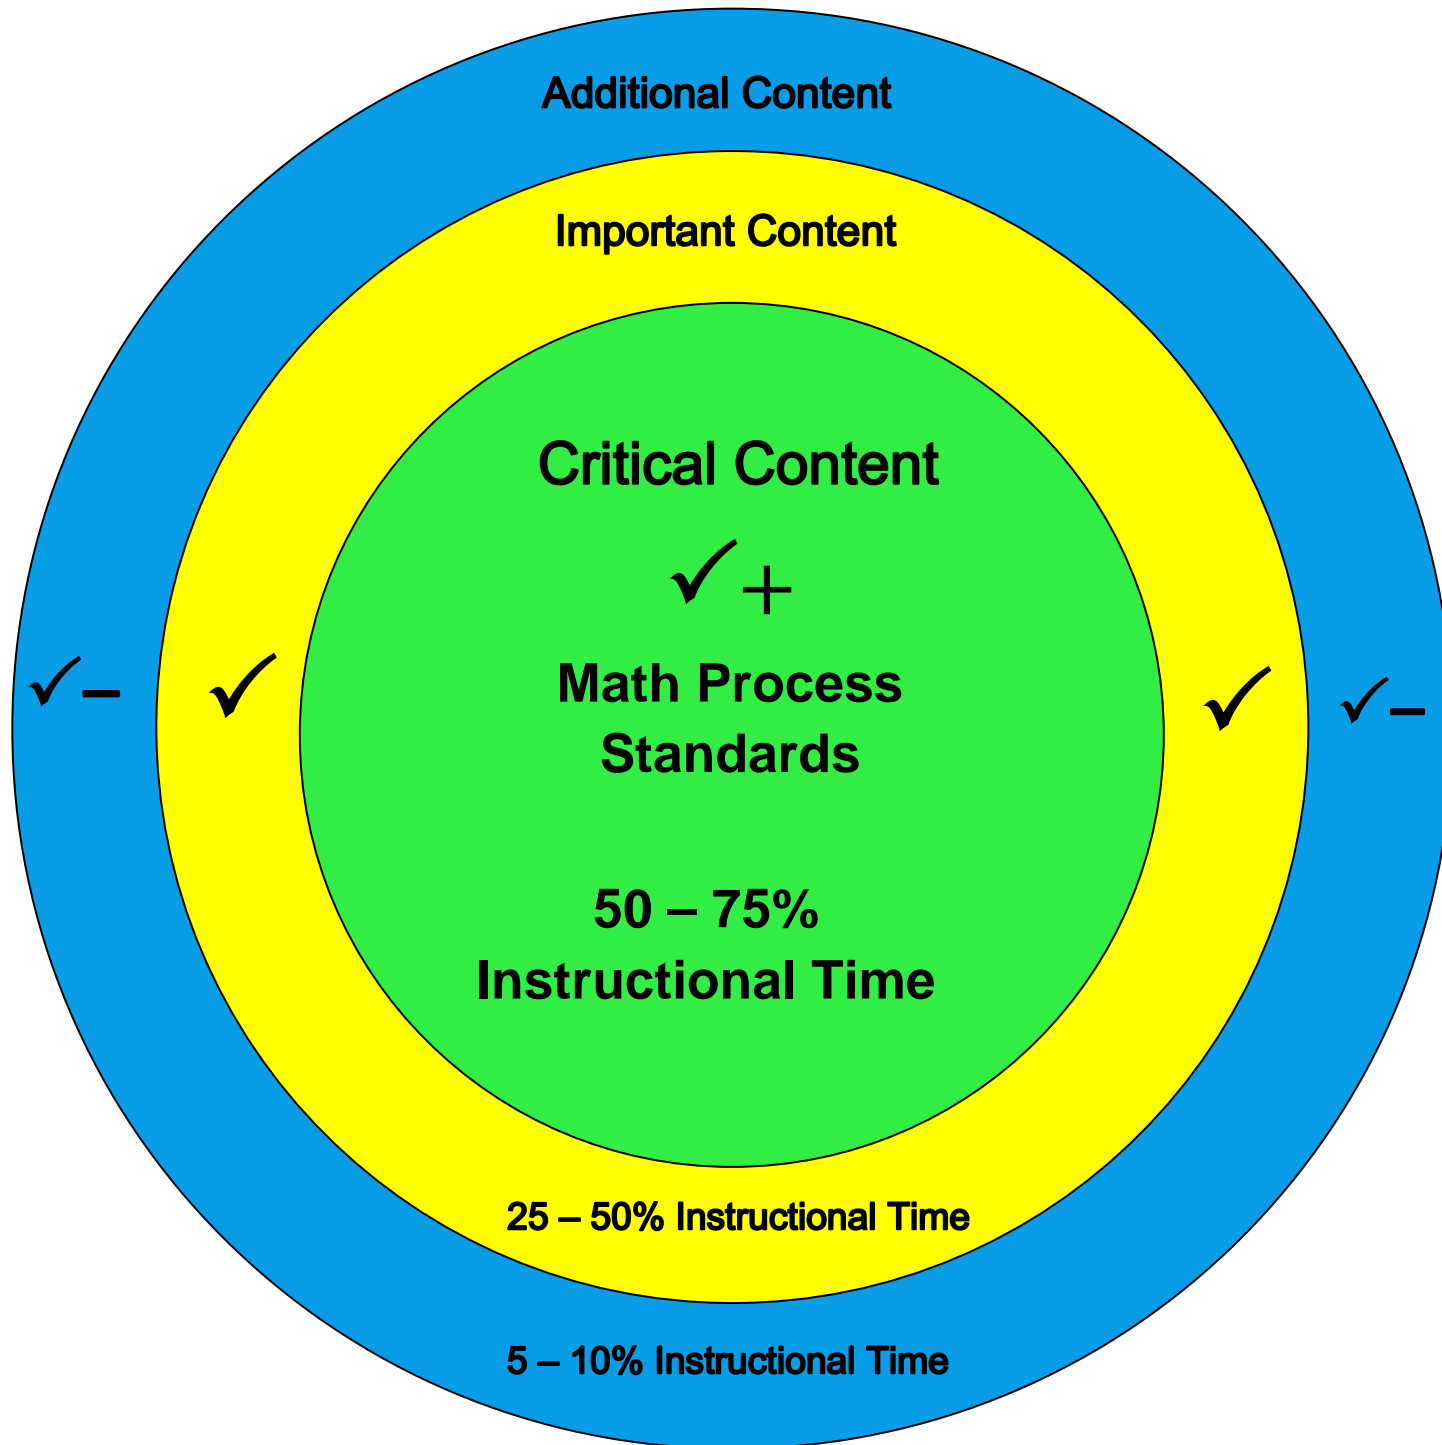 Additional Content
Important Content
Critical Content
✓+
Math Process
Standards
✓–
✓
✓
✓–
50 – 75%
Instructional Time
25 – 50% Instructional Time
5 – 10% Instructional Time